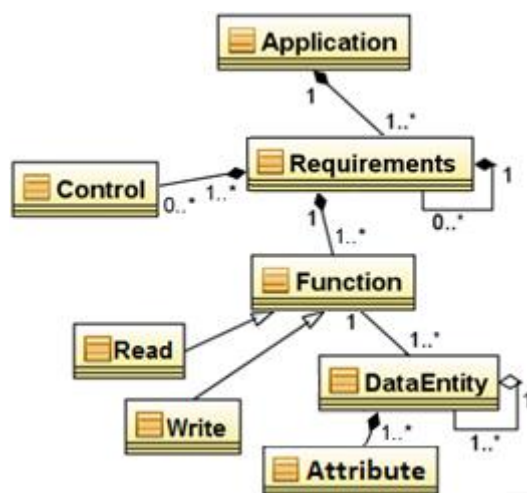 Application
1
1..*
Requirements
1
Control
0..*
1..*
1
0..*
1..*
Function
1
1..*
Read
DataEntity
1
Write
1..*
1..*
Attribute